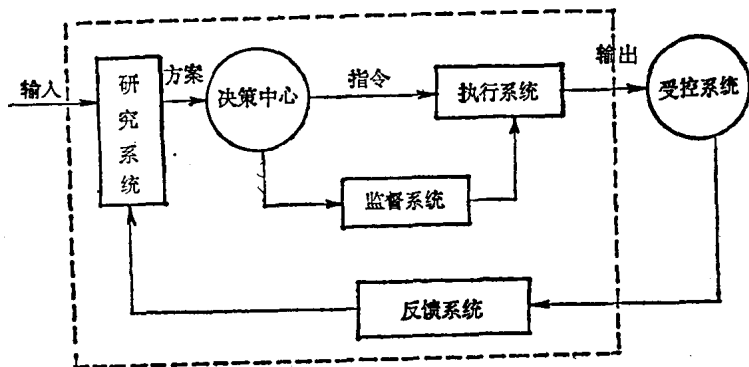 输入
研究系统
方案
决策中心
指令
执行系统
输出
受控系统
监督系统
反馈系统